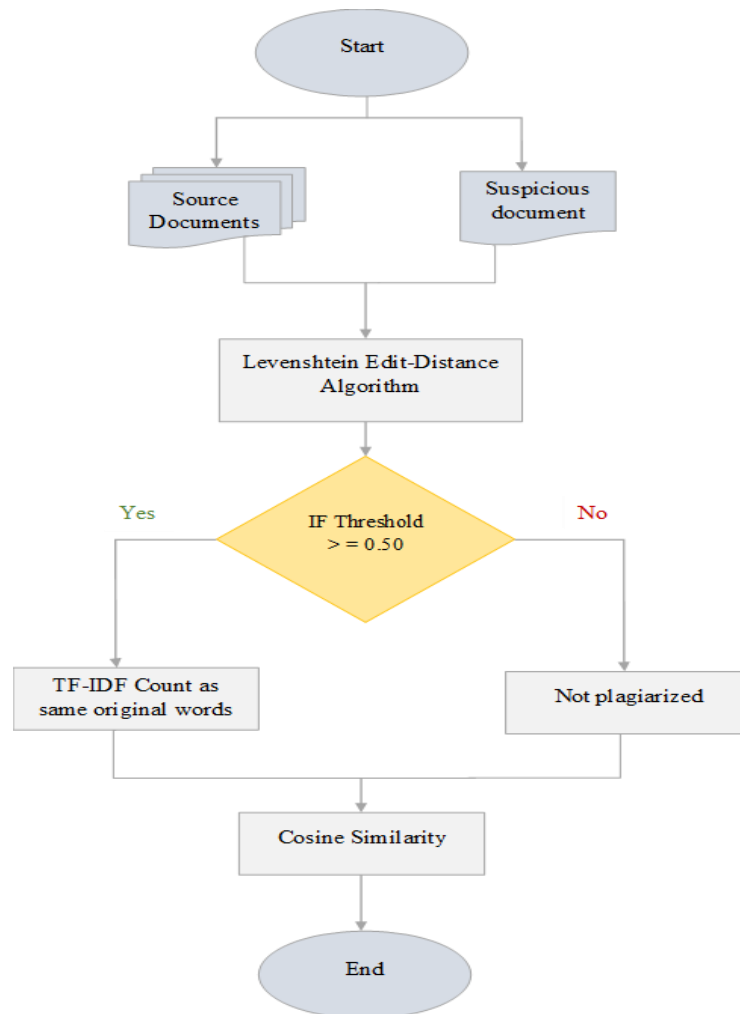 Start
Source
Documents
Suspicious
document
Levenshtein Edit-Distance
Algorithm
Yes
IF Threshold
> = 0.50
No
TF-IDF Count as
same original words
Not plagiarized
Cosine Similarity
End